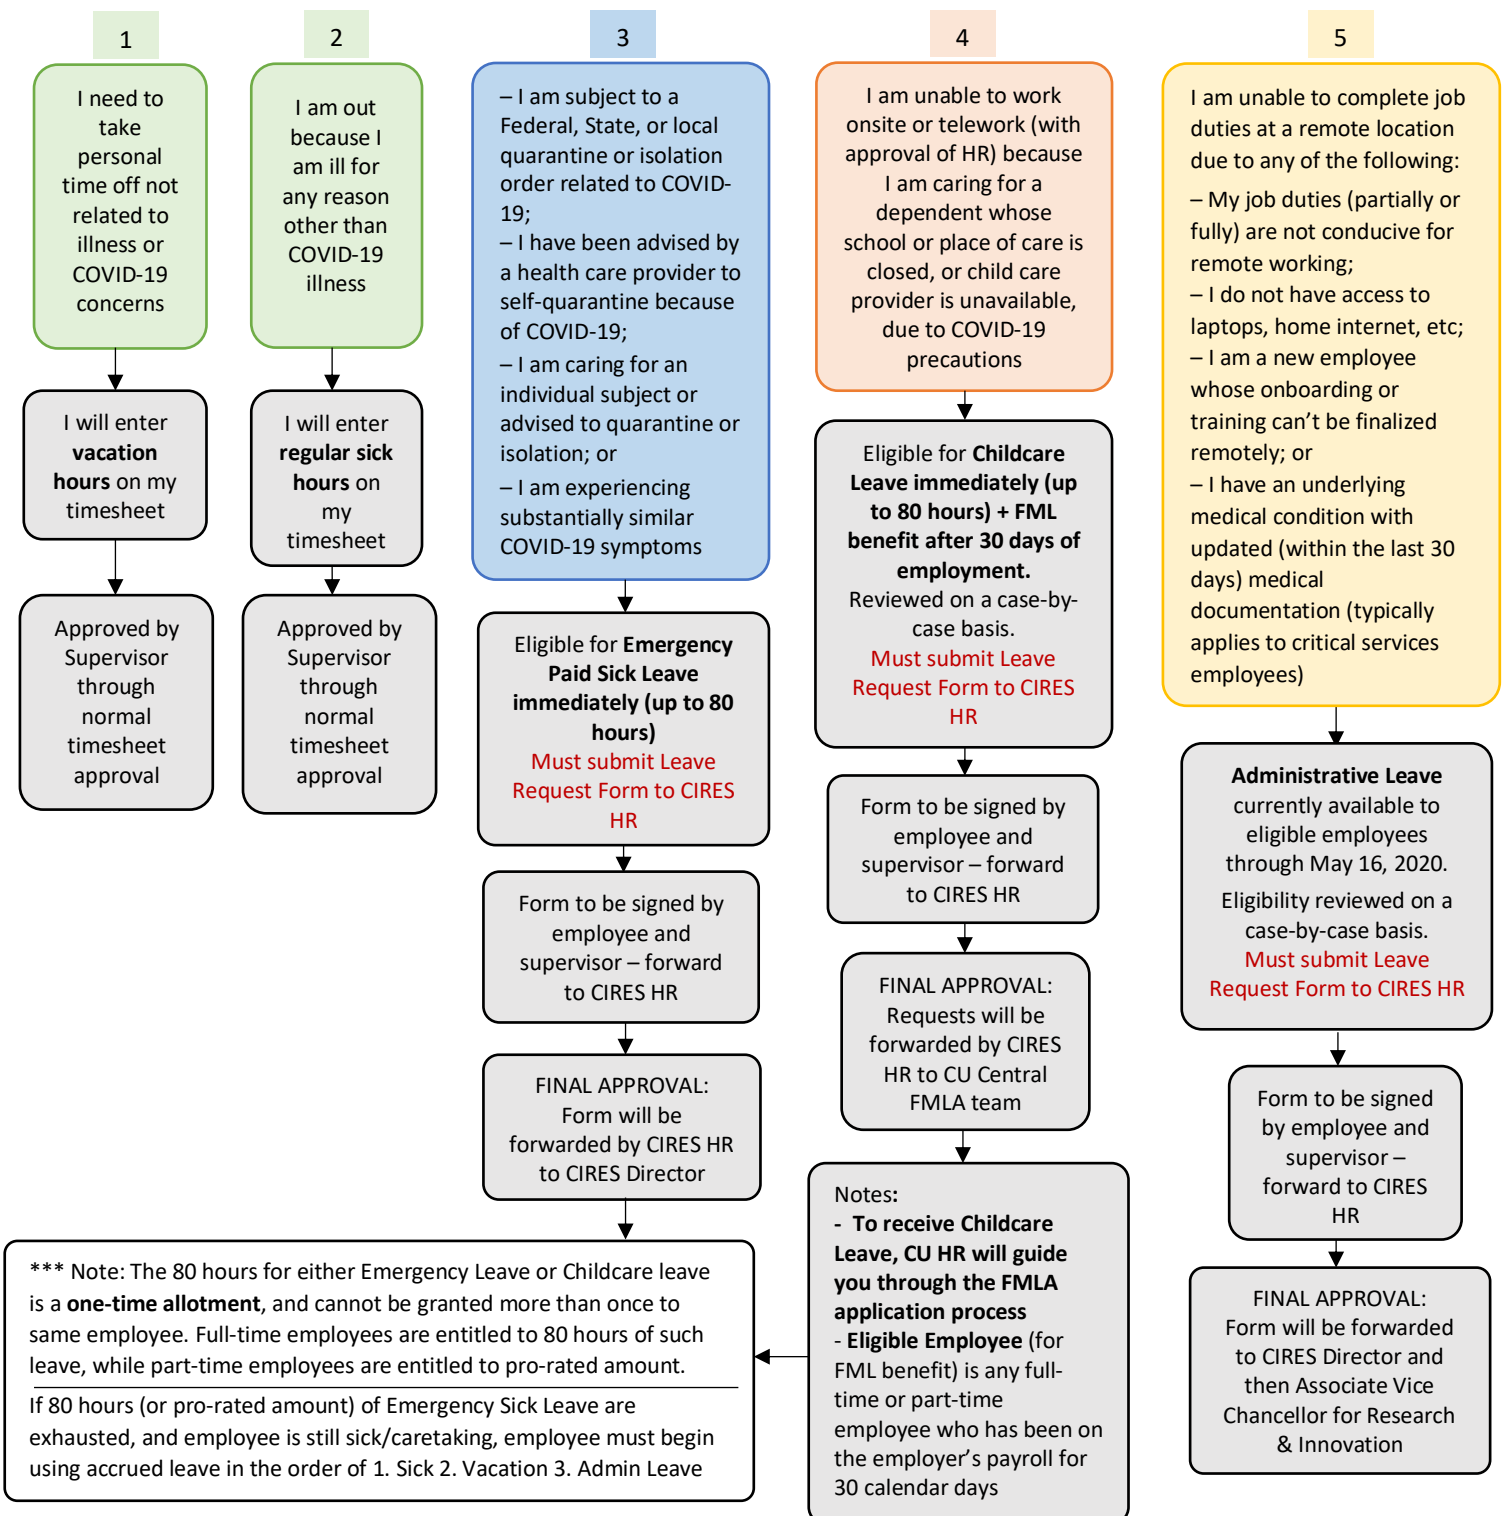 1
I need to
take
personal
time off not
related to
illness or
COVID-19
concerns
I will enter
vacation
hours on my
timesheet
Approved by
Supervisor
through
normal
timesheet
approval
2
I am out
because I
am ill for
any reason
other than
COVID-19
illness
I will enter
regular sick
hours on
my
timesheet
Approved by
Supervisor
through
normal
timesheet
approval
3
– I am subject to a
Federal, State, or local
quarantine or isolation
order related to COVID-
19;
– I have been advised by
a health care provider to
self-quarantine because
of COVID-19;
– I am caring for an
individual subject or
advised to quarantine or
isolation; or
– I am experiencing
substantially similar
COVID-19 symptoms
Eligible for Emergency
Paid Sick Leave
immediately (up to 80
hours)
Must submit Leave
Request Form to CIRES
HR
Form to be signed by
employee and
supervisor – forward
to CIRES HR
FINAL APPROVAL:
Form will be
forwarded by CIRES HR
to CIRES Director
*** Note: The 80 hours for either Emergency Leave or Childcare leave
is a one-time allotment, and cannot be granted more than once to
same employee. Full-time employees are entitled to 80 hours of such
leave, while part-time employees are entitled to pro-rated amount.
If 80 hours (or pro-rated amount) of Emergency Sick Leave are
exhausted, and employee is still sick/caretaking, employee must begin
using accrued leave in the order of 1. Sick 2. Vacation 3. Admin Leave
4
I am unable to work
onsite or telework (with
approval of HR) because
I am caring for a
dependent whose
school or place of care is
closed, or child care
provider is unavailable,
due to COVID-19
precautions
Eligible for Childcare
Leave immediately (up
to 80 hours) + FML
benefit after 30 days of
employment.
Reviewed on a case-by-
case basis.
Must submit Leave
Request Form to CIRES
HR
Form to be signed by
employee and
supervisor – forward
to CIRES HR
FINAL APPROVAL:
Requests will be
forwarded by CIRES
HR to CU Central
FMLA team
Notes:
- To receive Childcare
Leave, CU HR will guide
you through the FMLA
application process
- Eligible Employee (for
FML benefit) is any full-
time or part-time
employee who has been on
the employer’s payroll for
30 calendar days
5
I am unable to complete job
duties at a remote location
due to any of the following:
– My job duties (partially or
fully) are not conducive for
remote working;
– I do not have access to
laptops, home internet, etc;
– I am a new employee
whose onboarding or
training can’t be finalized
remotely; or
– I have an underlying
medical condition with
updated (within the last 30
days) medical
documentation (typically
applies to critical services
employees)
Administrative Leave
currently available to
eligible employees
through May 16, 2020.
Eligibility reviewed on a
case-by-case basis.
Must submit Leave
Request Form to CIRES HR
Form to be signed
by employee and
supervisor –
forward to CIRES
HR
FINAL APPROVAL:
Form will be forwarded
to CIRES Director and
then Associate Vice
Chancellor for Research
& Innovation